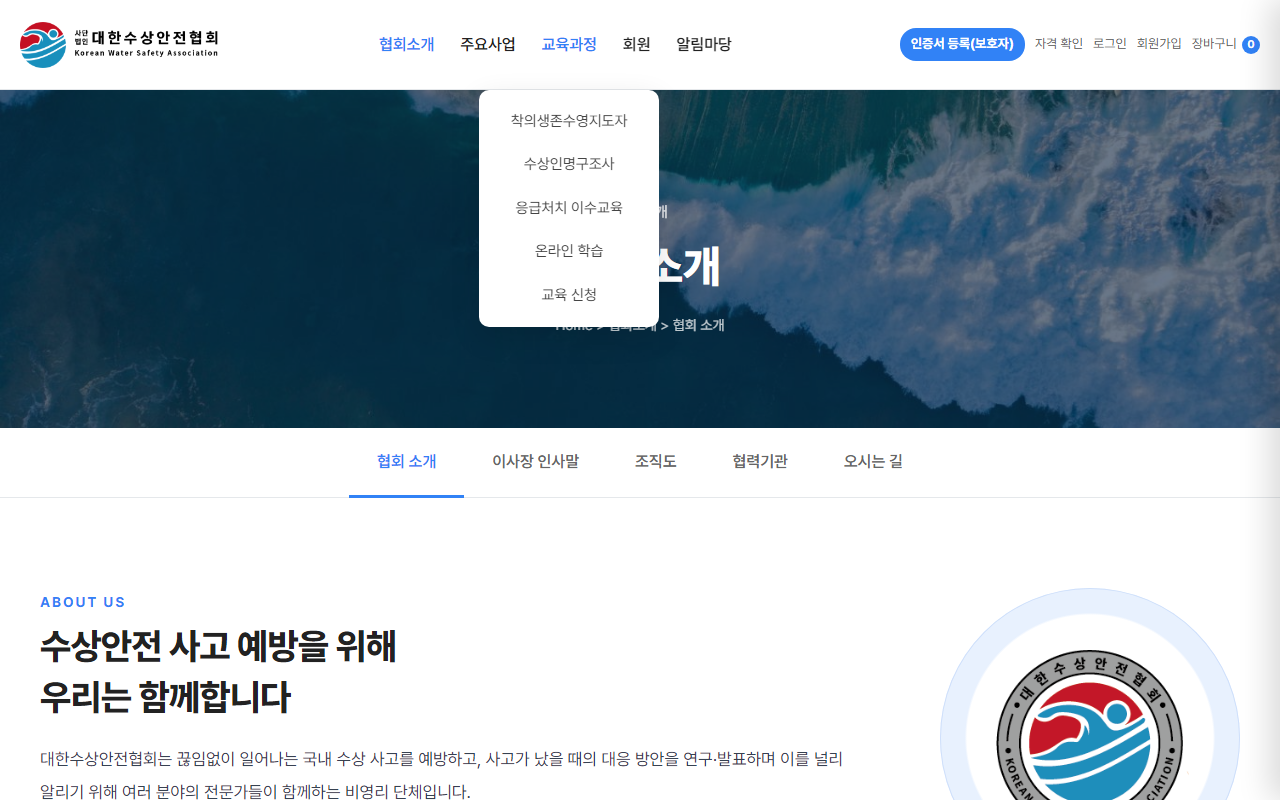 사단법인 대한수상안전협회
Korean Water Safety Association
협회소개 주요사업 교육과정 회원 알림마당
인증서 등록(보호자) 자격 확인 로그인 회원가입 장바구니 0
착의생존수영지도자
수상인명구조사
응급처치 이수교육
온라인 학습
교육 신청
개
소개
Home > 협회소개 > 협회 소개
협회 소개 이사장 인사말 조직도 협력기관 오시는 길
ABOUT US
수상안전 사고 예방을 위해
우리는 함께합니다
대한수상안전협회는 끊임없이 일어나는 국내 수상 사고를 예방하고, 사고가 났을 때의 대응 방안을 연구·발표하며 이를 널리
알리기 위해 여러 분야의 전문가들이 함께하는 비영리 단체입니다.
대한수상안전협회